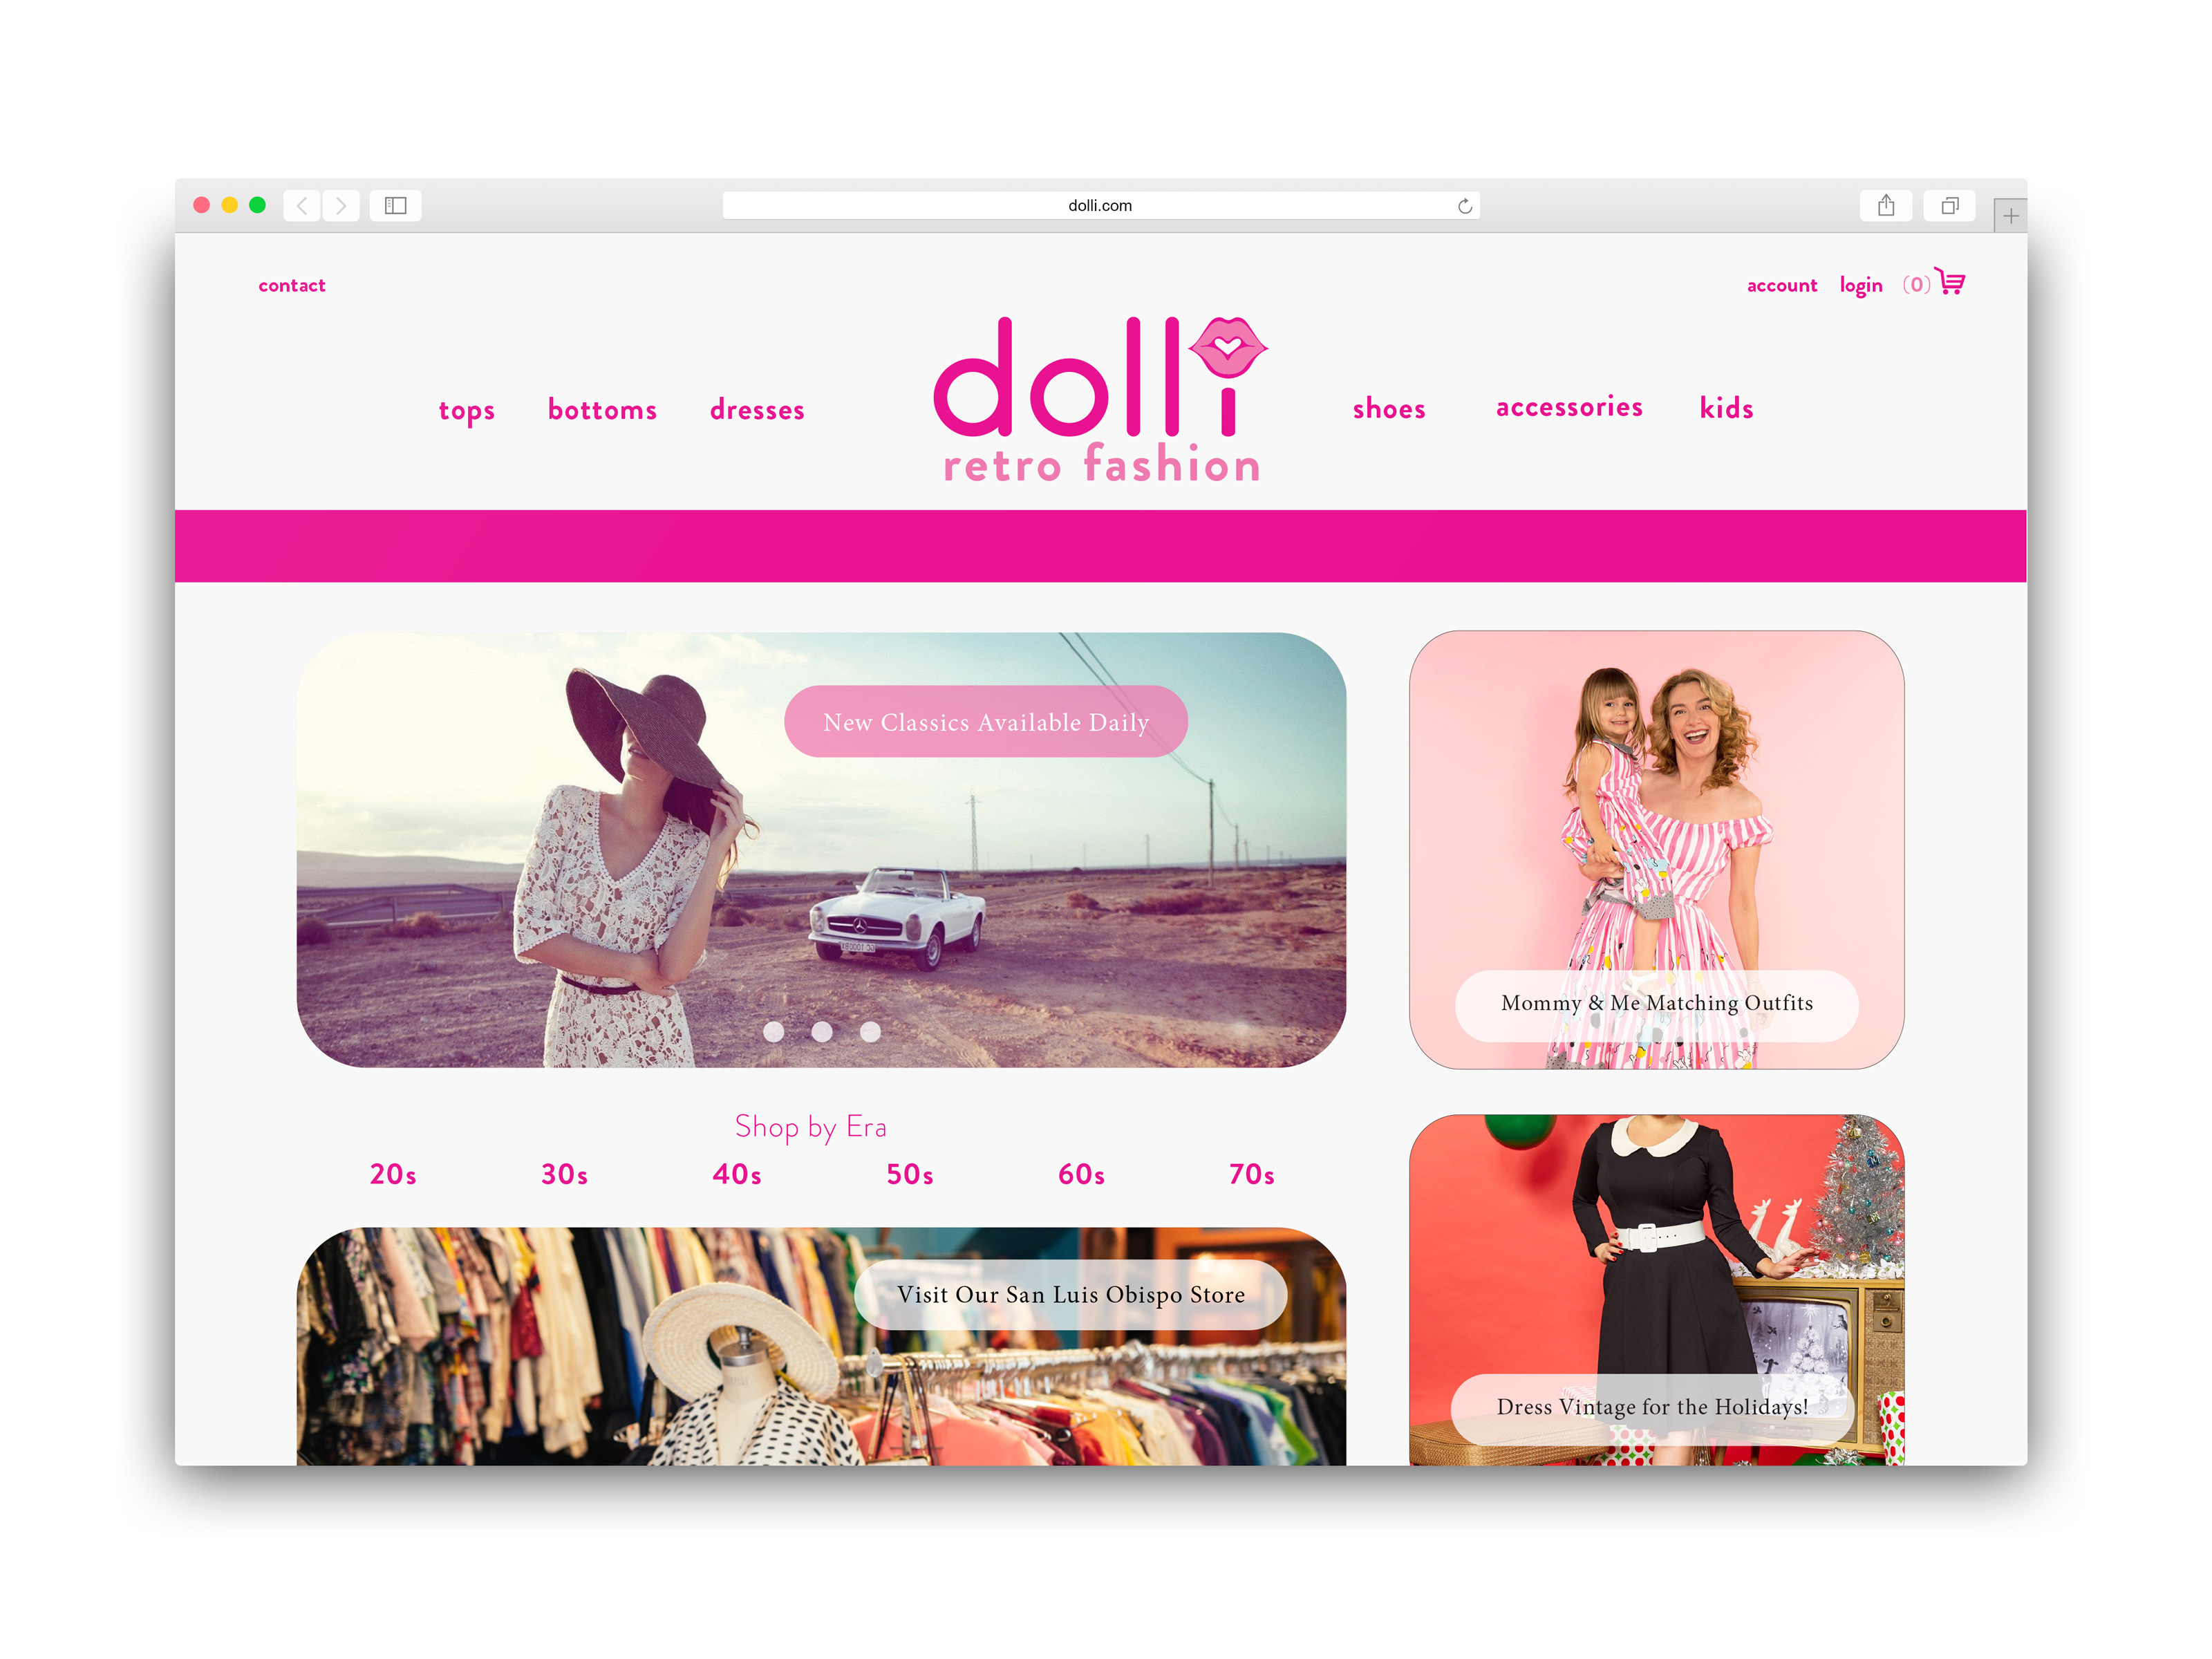 dolli.com
contact
account login (0)
dolli
retro fashion
tops bottoms dresses
shoes accessories kids
New Classics Available Daily
Mommy & Me Matching Outfits
Shop by Era
20s 30s 40s 50s 60s 70s
Visit Our San Luis Obispo Store
Dress Vintage for the Holidays!